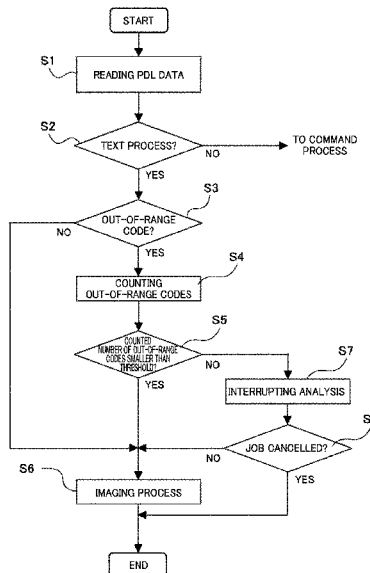 START
S1
READING PDL DATA
S2
TEXT PROCESS?
NO
TO COMMAND
PROCESS
YES
S3
OUT-OF-RANGE
CODE?
NO
YES
S4
COUNTING
OUT-OF-RANGE CODES
S5
COUNTED
NUMBER OF OUT-OF-RANGE
CODES SMALLER THAN
THRESHOLD?
NO
YES
S7
INTERRUPTING ANALYSIS
S
JOB CANCELLED?
NO
YES
S6
IMAGING PROCESS
END